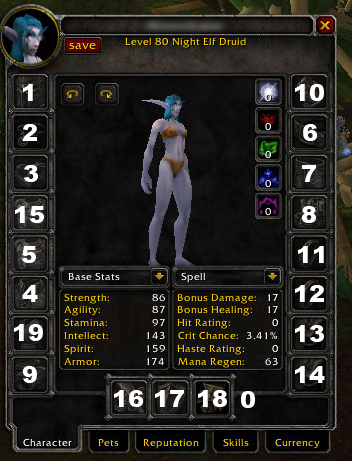 save
Level 80 Night Elf Druid
1
0
10
2
0
6
3
0
7
15
0
8
5
0
11
4
12
19
13
9
14
Base Stats
Spell
Strength: 86
Agility: 87
Stamina: 97
Intellect: 143
Spirit: 159
Armor: 174
Bonus Damage: 17
Bonus Healing: 17
Hit Rating: 0
Crit Chance: 3.41%
Haste Rating: 0
Mana Regen: 63
16 17 18 0
Character Pets Reputation Skills Currency